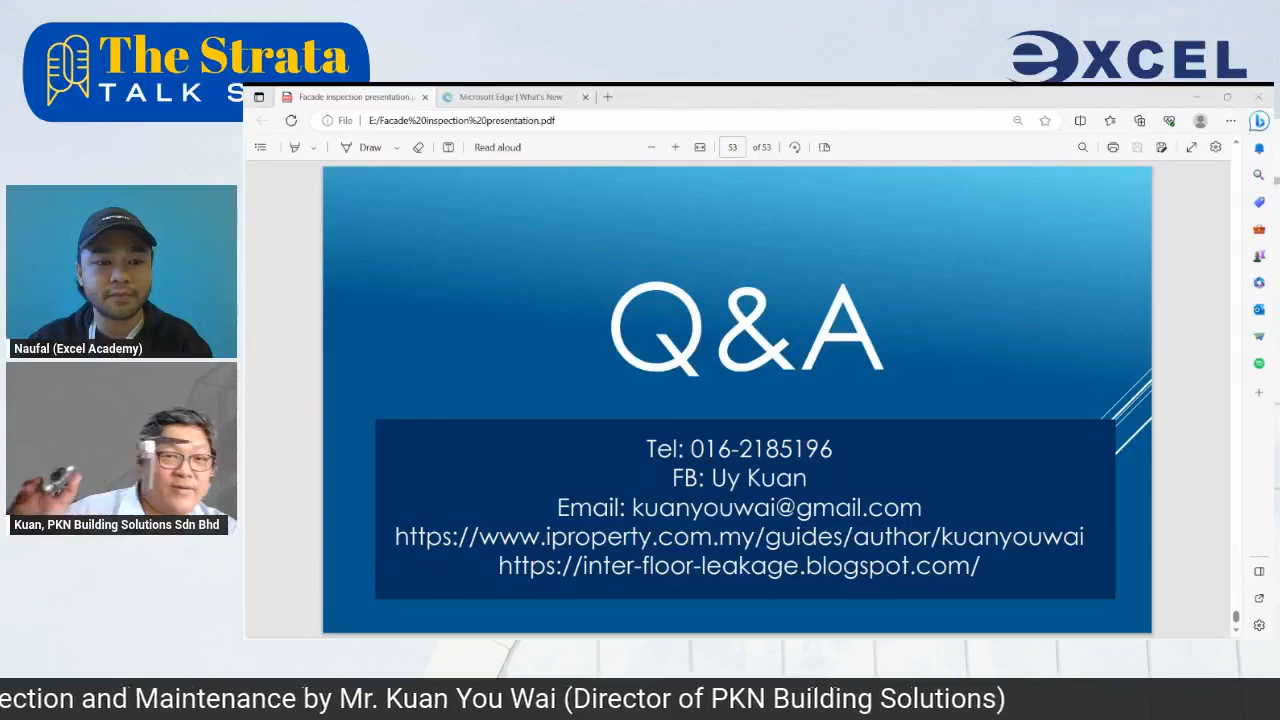 The Strata
TALK S
EXCEL
Facade inspection presentation.
Microsoft Edge | What's New
File
E:/Facade%20inspection%20presentation.pdf
Draw
Read aloud
53
of 53
Q&A
Tel: 016-2185196
FB: Uy Kuan
Email: kuanyouwai@gmail.com
https://www.iproperty.com.my/guides/author/kuanyouwai
https://inter-floor-leakage.blogspot.com/
Naufal (Excel Academy)
Kuan, PKN Building Solutions Sdn Bhd
ection and Maintenance by Mr. Kuan You Wai (Director of PKN Building Solutions)